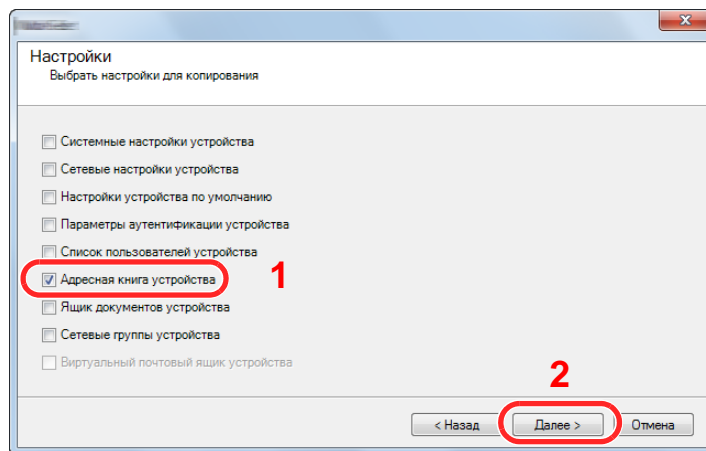 Настройки
Выбрать настройки для копирования
Системные настройки устройства
Сетевые настройки устройства
Настройки устройства по умолчанию
Параметры аутентификации устройства
Список пользователей устройства
Адресная книга устройства 1
Ящик документов устройства
Сетевые группы устройства
Виртуальный почтовый ящик устройства
2
< Назад Далее > Отмена